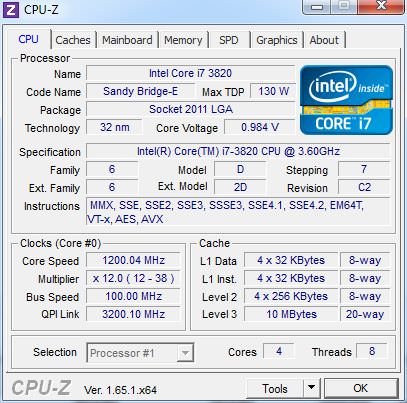 CPU-Z
CPU Caches Mainboard Memory SPD Graphics About
Processor
Name Intel Core i7 3820
Code Name Sandy Bridge-E Max TDP 130 W
Package Socket 2011 LGA
Technology 32 nm Core Voltage 0.984 V
intel inside™
CORE i7
Specification Intel(R) Core(TM) i7-3820 CPU @ 3.60GHz
Family 6 Model D Stepping 7
Ext. Family 6 Ext. Model 2D Revision C2
Instructions MMX, SSE, SSE2, SSE3, SSSE3, SSE4.1, SSE4.2, EM64T,
VT-x, AES, AVX
Clocks (Core #0)
Core Speed 1200.04 MHz
Multiplier x 12.0 ( 12 - 38 )
Bus Speed 100.00 MHz
QPI Link 3200.10 MHz
Cache
L1 Data 4 x 32 KBytes 8-way
L1 Inst. 4 x 32 KBytes 8-way
Level 2 4 x 256 KBytes 8-way
Level 3 10 MBytes 20-way
Selection Processor #1 Cores 4 Threads 8
CPU-Z Ver. 1.65.1.x64 Tools OK